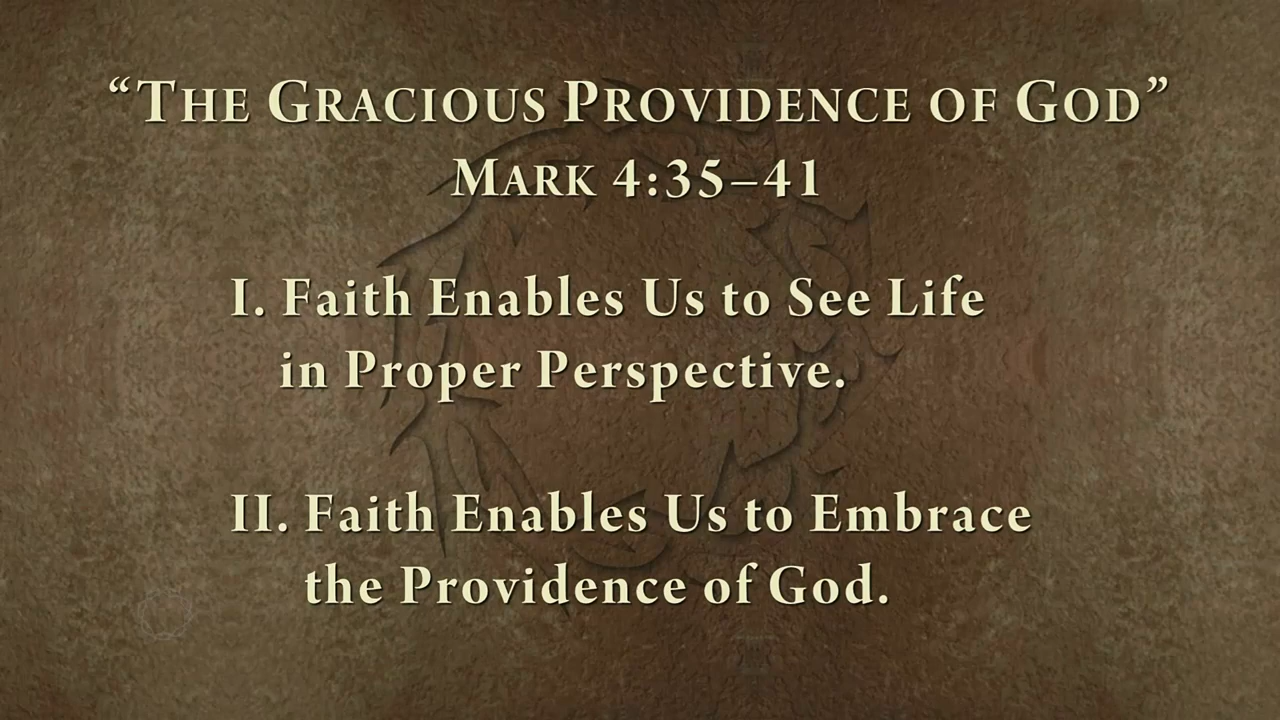 “The Gracious Providence of God”
Mark 4:35–41
I. Faith Enables Us to See Life
in Proper Perspective.
II. Faith Enables Us to Embrace
the Providence of God.